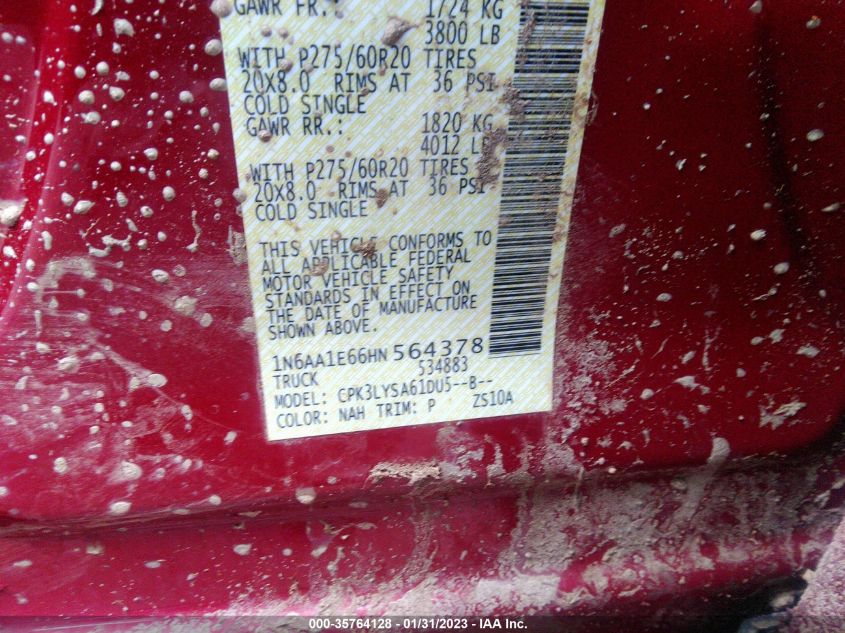 GAWR FR.: 1724 KG
3800 LB
WITH P275/60R20 TIRES
20X8.0 RIMS AT 36 PSI
COLD SINGLE
GAWR RR.: 1820 KG
4012 LB
WITH P275/60R20 TIRES
20X8.0 RIMS AT 36 PSI
COLD SINGLE
THIS VEHICLE CONFORMS TO
ALL APPLICABLE FEDERAL
MOTOR VEHICLE SAFETY
STANDARDS IN EFFECT ON
THE DATE OF MANUFACTURE
SHOWN ABOVE.
1N6AA1E66HN564378
TRUCK 534883
MODEL: CPK3LYSA61DU5--B--
COLOR: NAH TRIM: P ZS10A
000-35764128 - 01/31/2023 - IAA Inc.